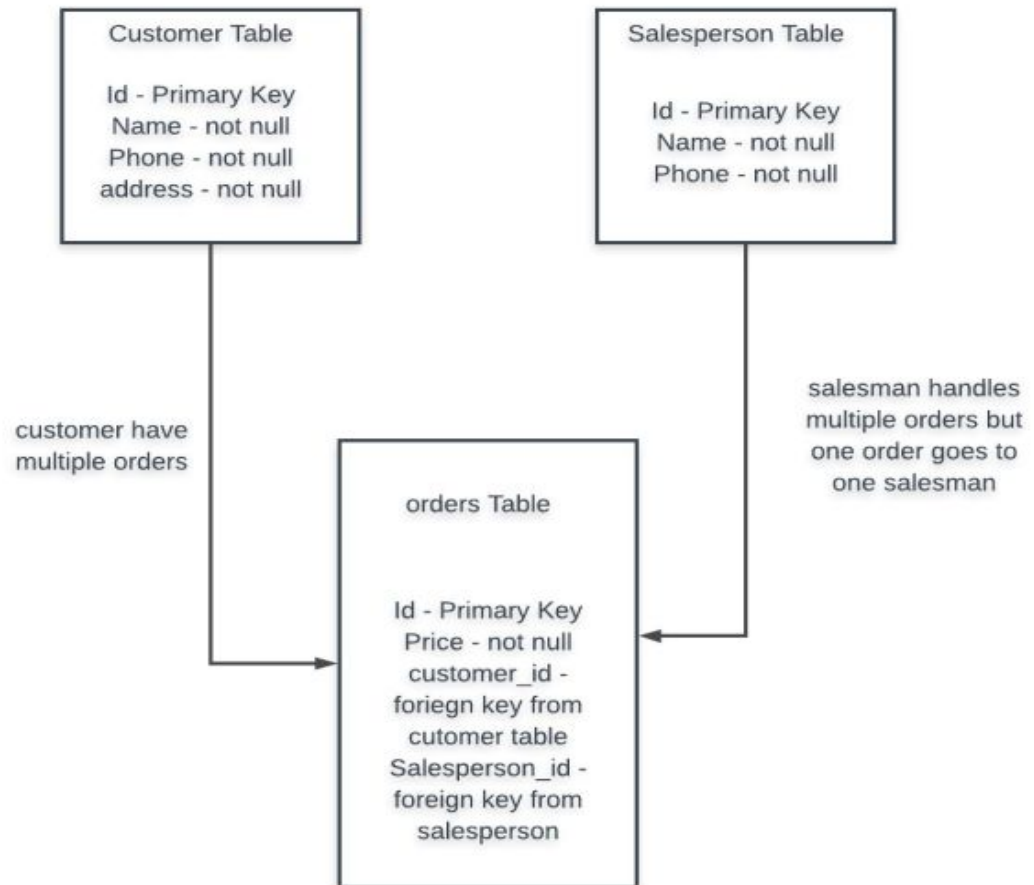 Customer Table
Id - Primary Key
Name - not null
Phone - not null
address - not null
Salesperson Table
Id - Primary Key
Name - not null
Phone - not null
customer have
multiple orders
salesman handles
multiple orders but
one order goes to
one salesman
orders Table
Id - Primary Key
Price - not null
customer_id -
foriegn key from
cutomer table
Salesperson_id -
foreign key from
salesperson